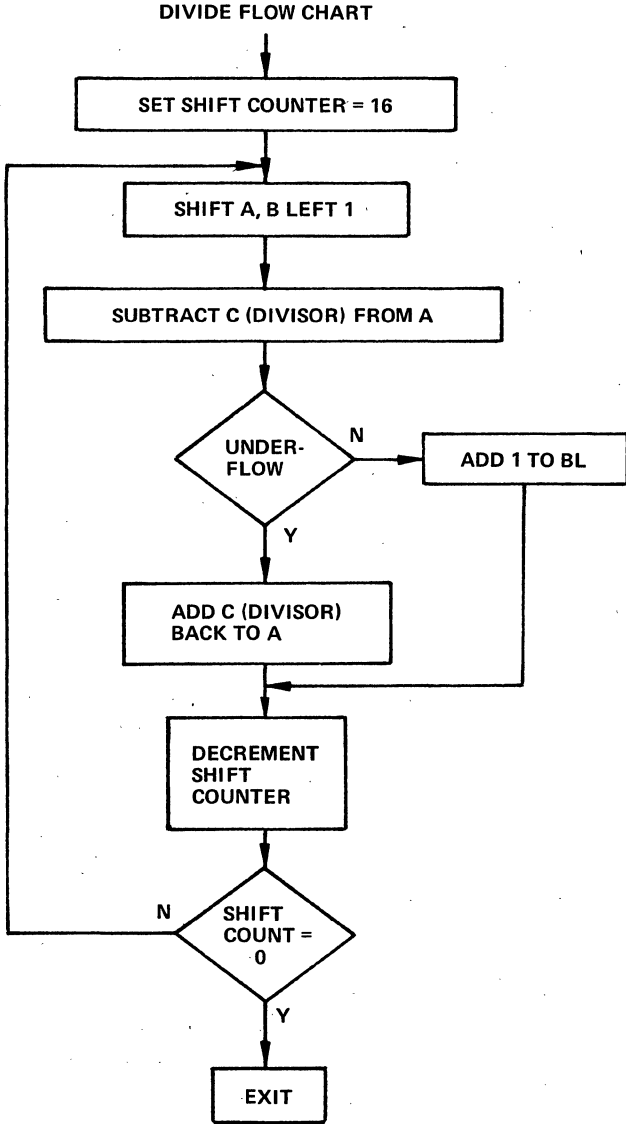 DIVIDE FLOW CHART
SET SHIFT COUNTER = 16
SHIFT A, B LEFT 1
SUBTRACT C (DIVISOR) FROM A
UNDER-
FLOW
N
ADD 1 TO BL
Y
ADD C (DIVISOR)
BACK TO A
DECREMENT
SHIFT
COUNTER
N
SHIFT
COUNT =
0
Y
EXIT